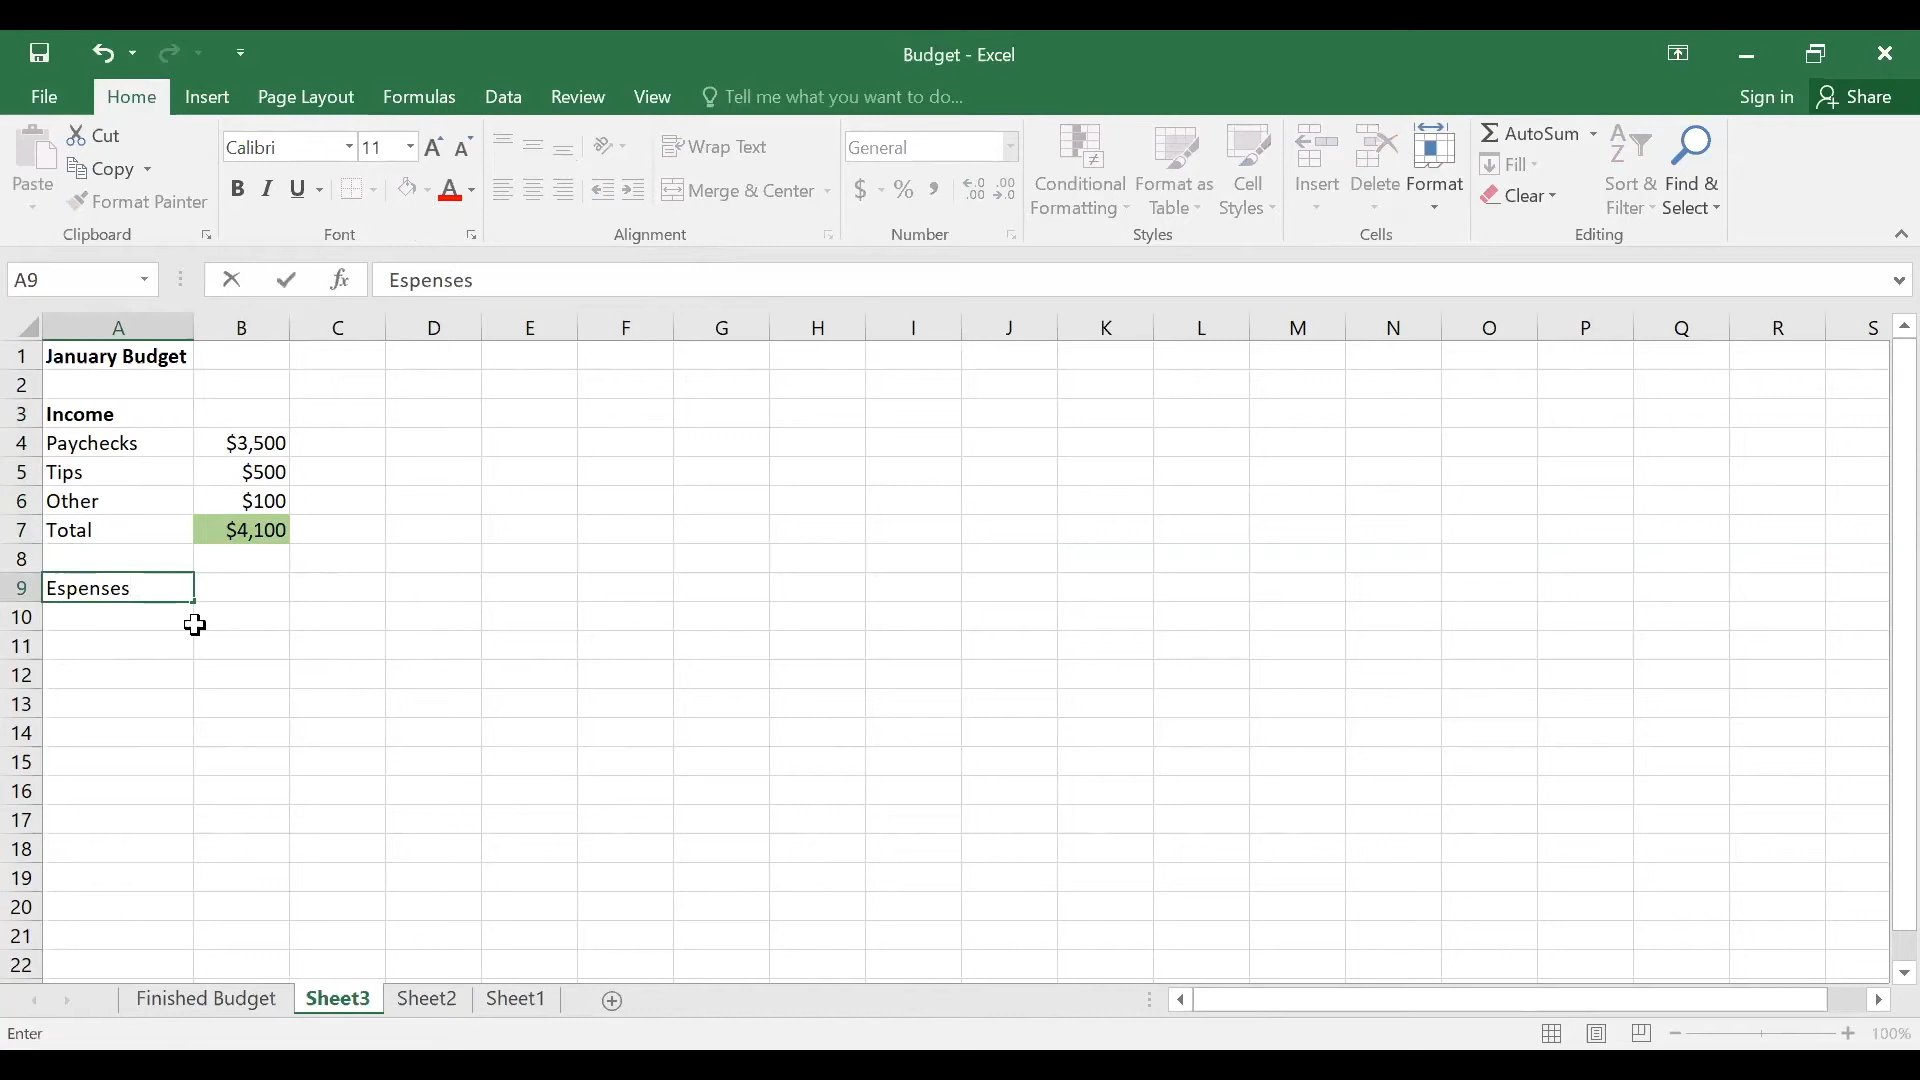 Budget - Excel
File Home Insert Page Layout Formulas Data Review View Tell me what you want to do... Sign in Share
Paste Cut Copy Format Painter Clipboard
Calibri 11 B I U A Font
Wrap Text Merge & Center Alignment
General $ % , .00 .0 Number
Conditional Formatting Format as Table Cell Styles Styles
Insert Delete Format Cells
AutoSum Fill Clear Sort & Filter Find & Select Editing
A9 fx Espenses
A B C D E F G H I J K L M N O P Q R S
1 January Budget
2
3 Income
4 Paychecks $3,500
5 Tips $500
6 Other $100
7 Total $4,100
8
9 Espenses
10
11
12
13
14
15
16
17
18
19
20
21
22
Finished Budget Sheet3 Sheet2 Sheet1
Enter 100%